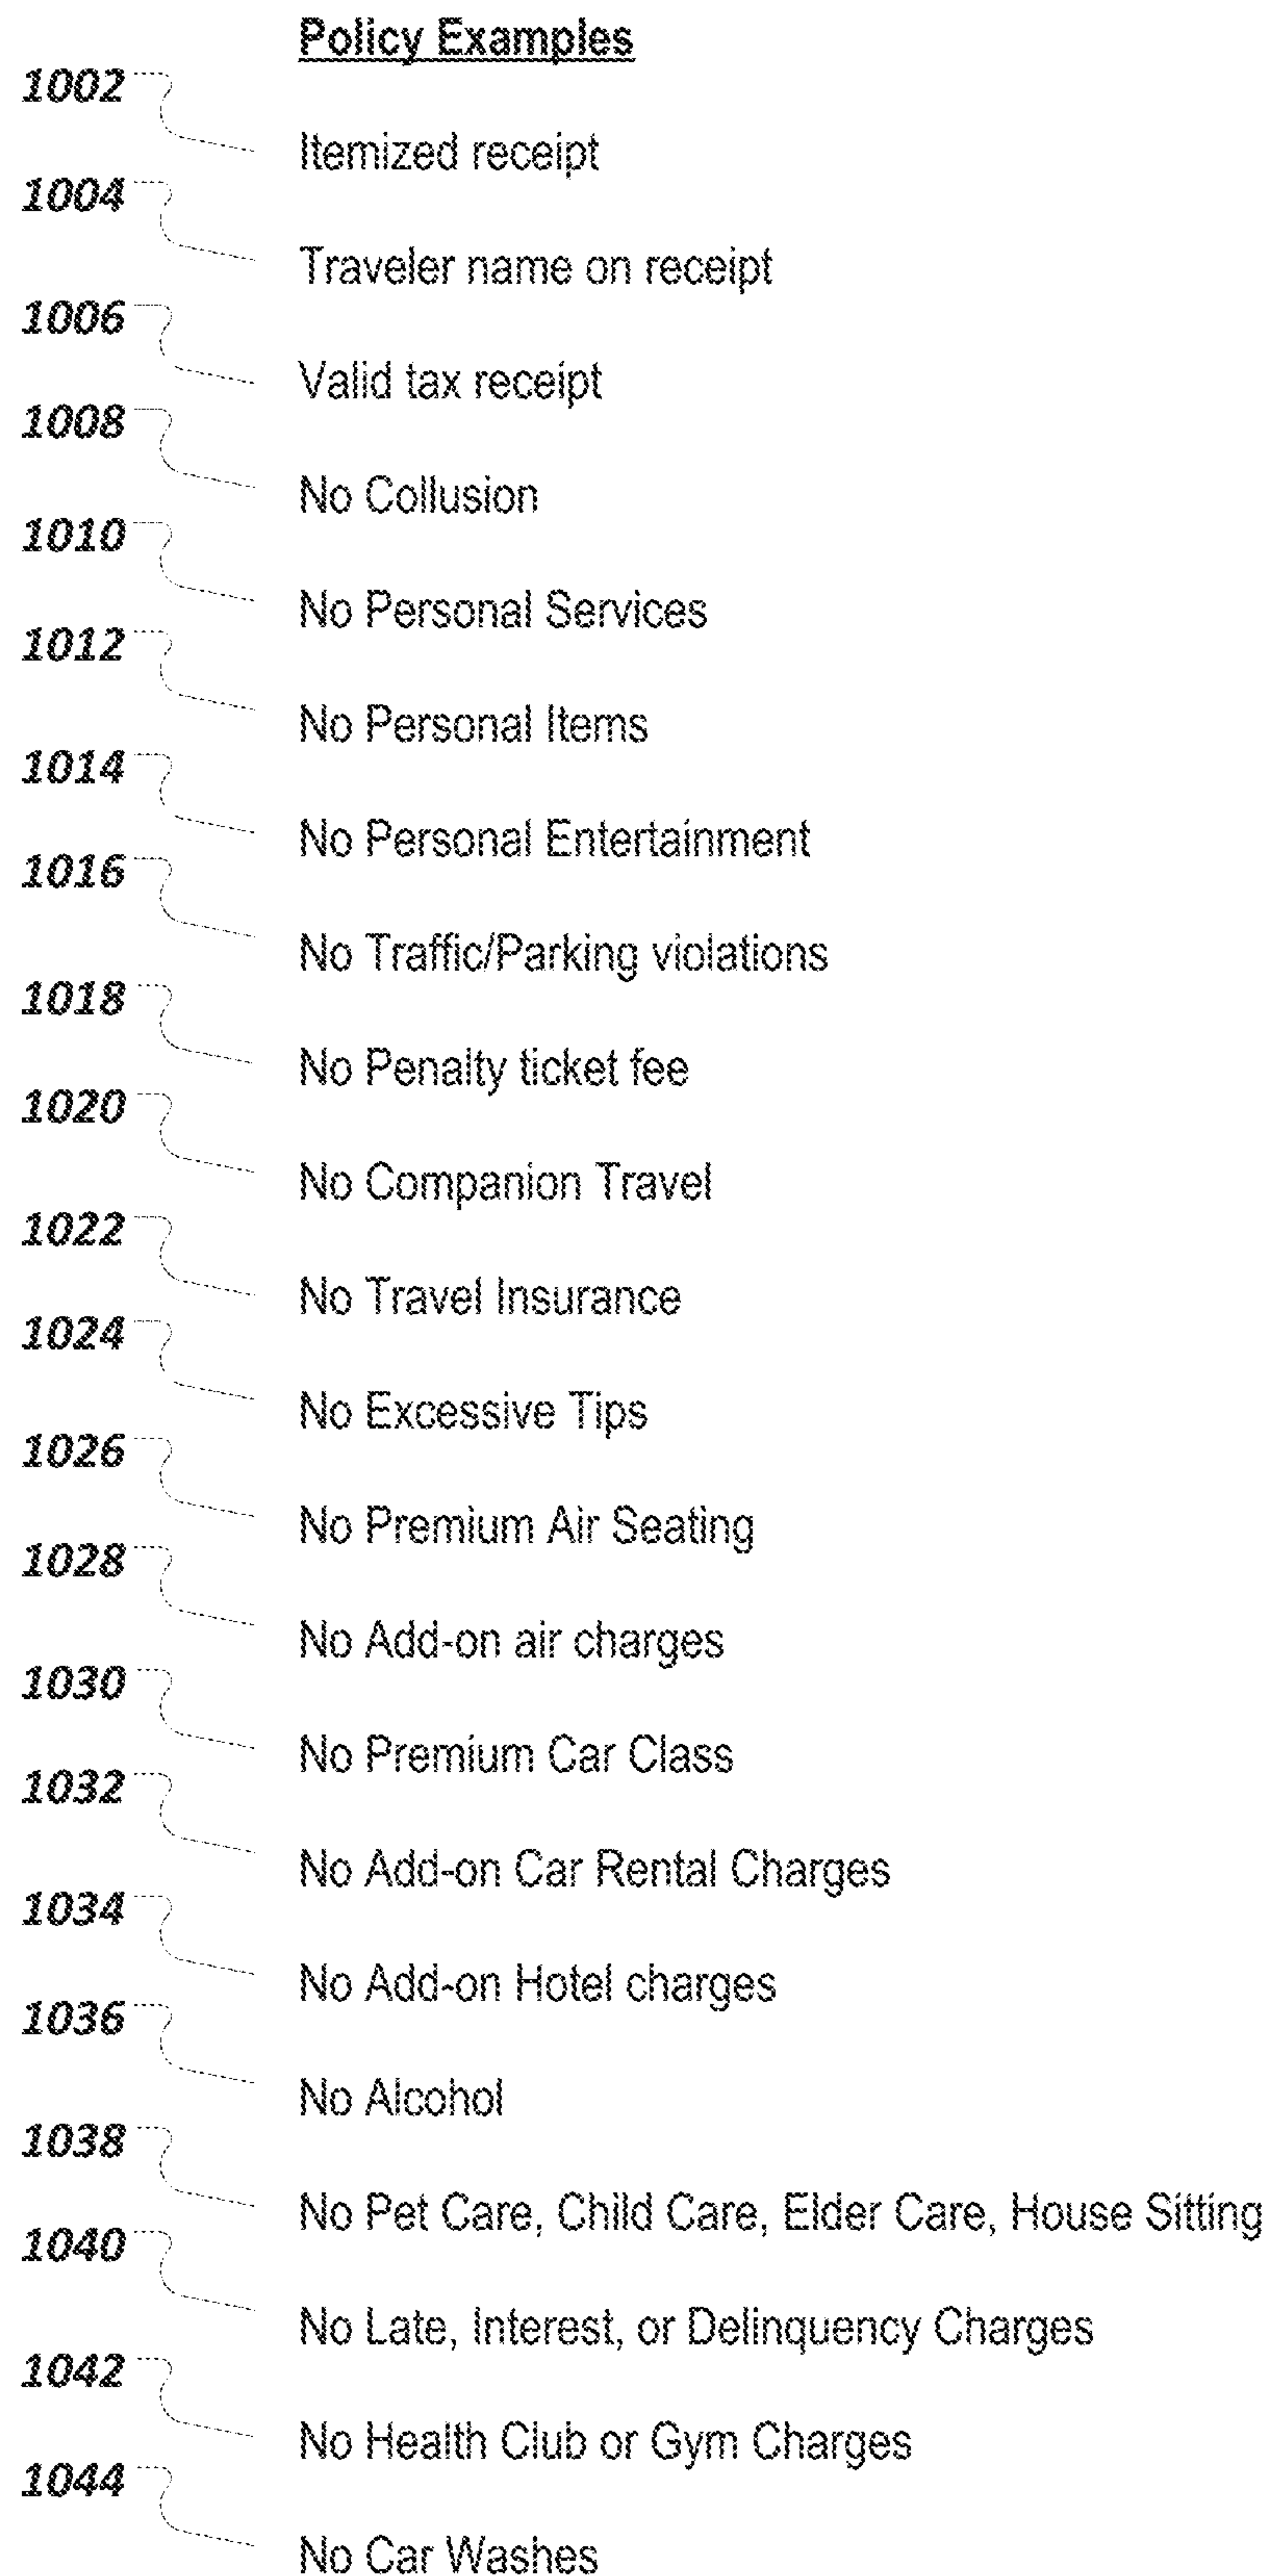 Policy Examples
1002
Itemized receipt
1004
Traveler name on receipt
1006
Valid tax receipt
1008
No Collusion
1010
No Personal Services
1012
No Personal Items
1014
No Personal Entertainment
1016
No Traffic/Parking violations
1018
No Penalty ticket fee
1020
No Companion Travel
1022
No Travel Insurance
1024
No Excessive Tips
1026
No Premium Air Seating
1028
No Add-on air charges
1030
No Premium Car Class
1032
No Add-on Car Rental Charges
1034
No Add-on Hotel charges
1036
No Alcohol
1038
No Pet Care, Child Care, Elder Care, House Sitting
1040
No Late, Interest, or Delinquency Charges
1042
No Health Club or Gym Charges
1044
No Car Washes